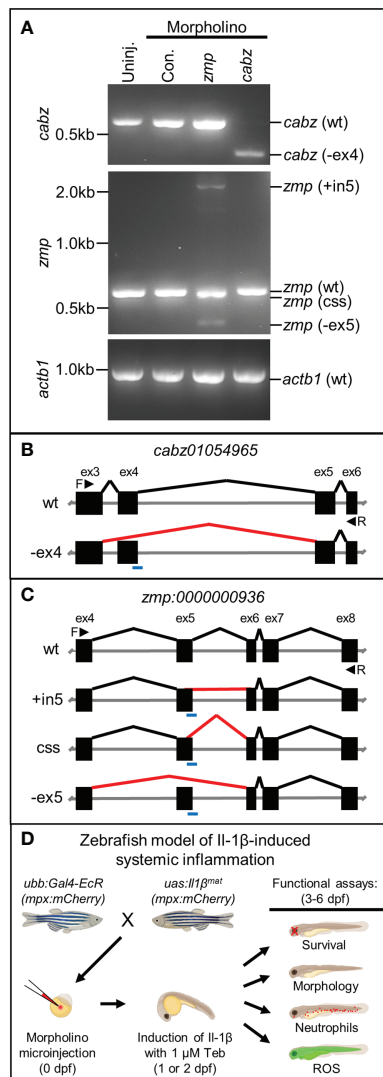 A
Morpholino
Uninj.
Con.
zmp
cabz
cabz
0.5kb
cabz (wt)
cabz (-ex4)
zmp
2.0kb
1.0kb
0.5kb
zmp (+in5)
zmp (wt)
zmp (css)
zmp (-ex5)
actb1
1.0kb
actb1 (wt)
B
cabz01054965
ex3 ex4 ex5 ex6
F
wt
R
-ex4
C
zmp:0000000936
ex4 ex5 ex6 ex7 ex8
F
wt
R
+in5
css
-ex5
D
Zebrafish model of Il-1β-induced
systemic inflammation
ubb:Gal4-EcR
(mpx:mCherry)
X
uas:Il1βmat
(mpx:mCherry)
Morpholino
microinjection
(0 dpf)
Induction of Il-1β
with 1 µM Teb
(1 or 2 dpf)
Functional assays:
(3-6 dpf)
Survival
Morphology
Neutrophils
ROS